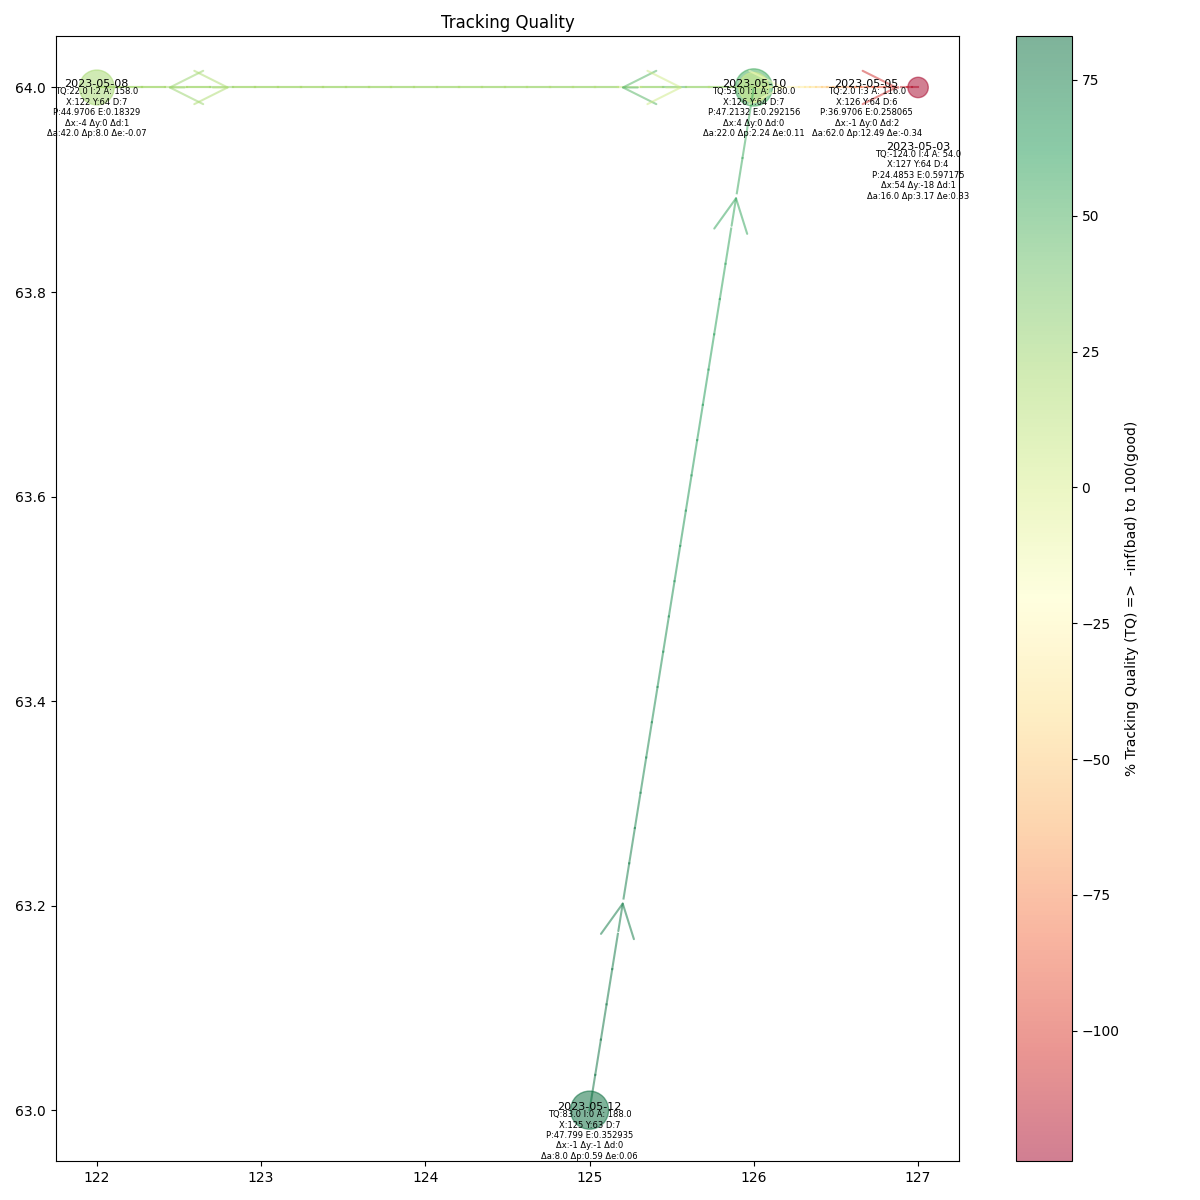 Tracking Quality
64.0
63.8
63.6
63.4
63.2
63.0
122
123
124
125
126
127
2023-05-08
TQ:22.0 I:2 A: 158.0
X:122 Y:64 D:7
P:44.9706 E:0.18329
Δx:-4 Δy:0 Δd:1
Δa:42.0 Δp:8.0 Δe:-0.07
2023-05-10
TQ:53.0 I:1 A: 180.0
X:126 Y:64 D:7
P:47.2132 E:0.292156
Δx:4 Δy:0 Δd:0
Δa:22.0 Δp:2.24 Δe:0.11
2023-05-05
TQ:2.0 I:3 A: 116.0
X:126 Y:64 D:6
P:36.9706 E:0.258065
Δx:-1 Δy:0 Δd:2
Δa:62.0 Δp:12.49 Δe:-0.34
2023-05-03
TQ:-124.0 I:4 A: 54.0
X:127 Y:64 D:4
P:24.4853 E:0.597175
Δx:54 Δy:-18 Δd:1
Δa:16.0 Δp:3.17 Δe:0.33
2023-05-12
TQ:83.0 I:0 A: 188.0
X:125 Y:63 D:7
P:47.799 E:0.352935
Δx:-1 Δy:-1 Δd:0
Δa:8.0 Δp:0.59 Δe:0.06
75
50
25
0
−25
−50
−75
−100
% Tracking Quality (TQ) =>  -inf(bad) to 100(good)